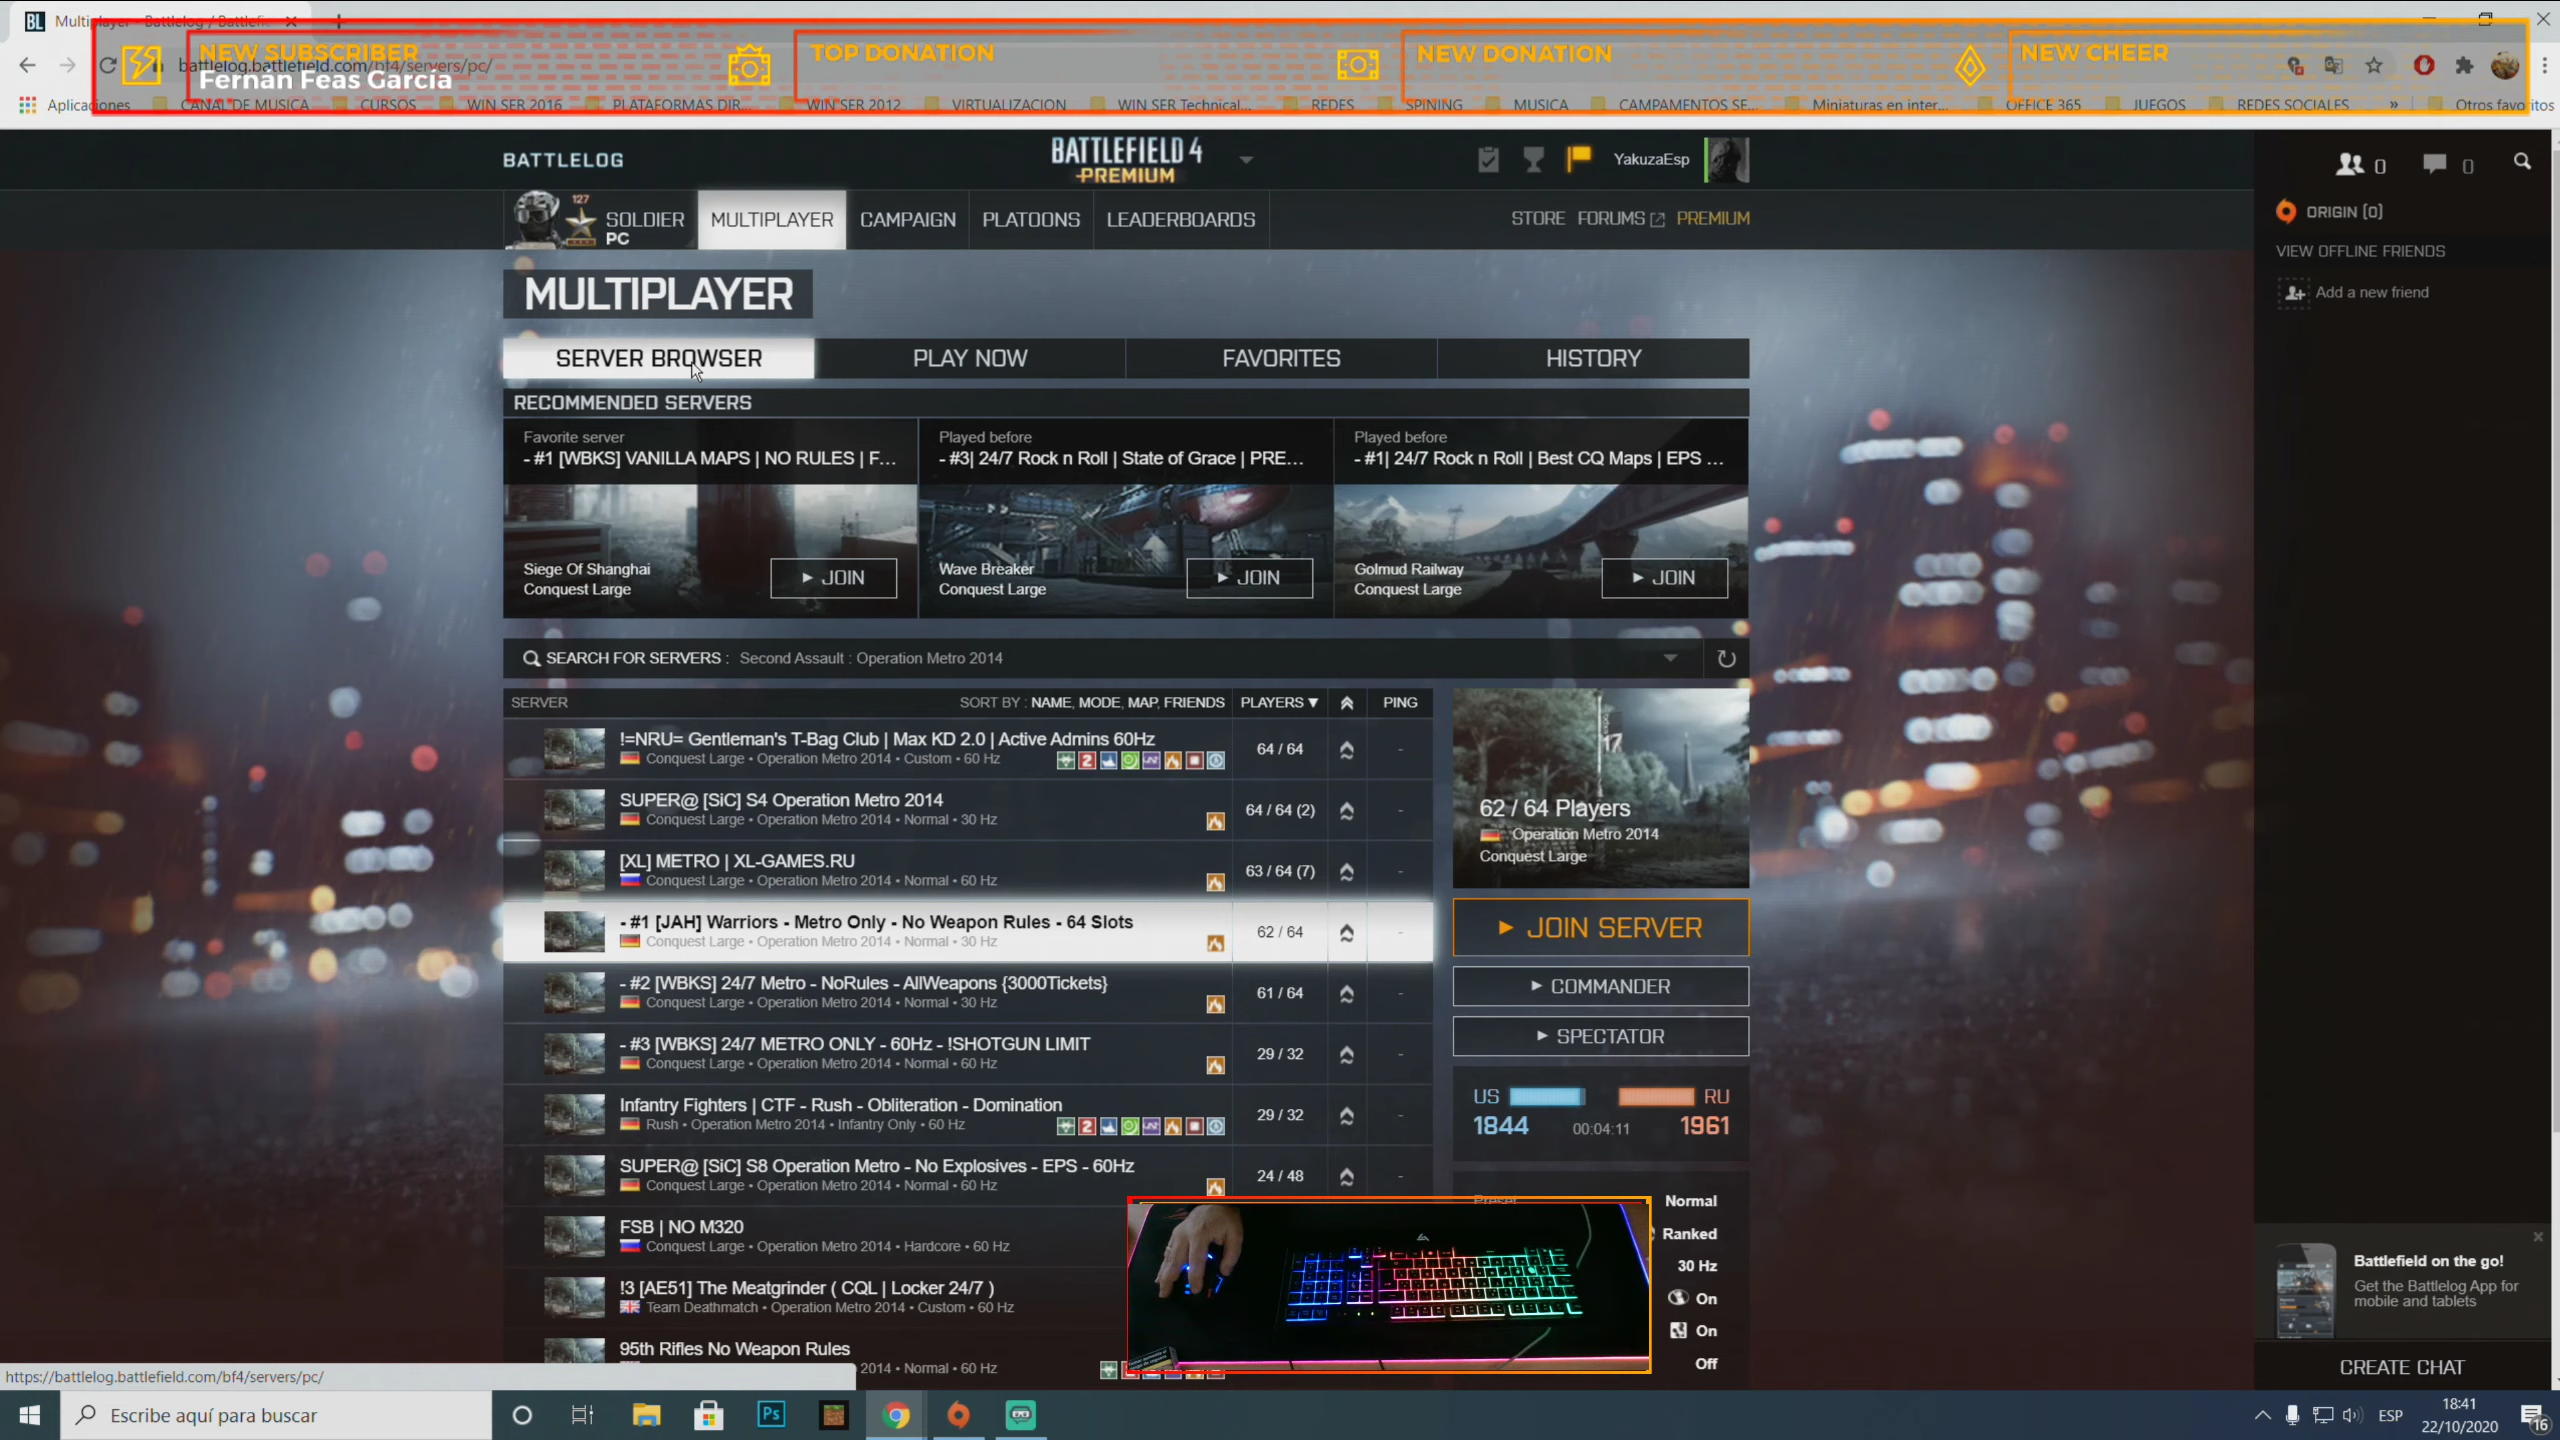 BL Multiplayer - Battlelog / Battlefi
NEW SUBSCRIBER
Fernán Feas García
TOP DONATION
NEW DONATION
NEW CHEER
battlelog.battlefield.com/bf4/servers/pc/
Aplicaciones CANAL DE MUSICA CURSOS WIN SER 2016 PLATAFORMAS DIR... WIN SER 2012 VIRTUALIZACION WIN SER Technical... REDES SPINING MUSICA CAMPAMENTOS SE... Miniaturas en inter... OFFICE 365 JUEGOS REDES SOCIALES » Otros favoritos
BATTLELOG
BATTLEFIELD 4
PREMIUM
YakuzaEsp
0 0
127
SOLDIER
PC
MULTIPLAYER CAMPAIGN PLATOONS LEADERBOARDS
STORE FORUMS PREMIUM
ORIGIN (0)
VIEW OFFLINE FRIENDS
Add a new friend
MULTIPLAYER
SERVER BROWSER PLAY NOW FAVORITES HISTORY
RECOMMENDED SERVERS
Favorite server
- #1 [WBKS] VANILLA MAPS | NO RULES | F...
Siege Of Shanghai
Conquest Large
JOIN
Played before
- #3| 24/7 Rock n Roll | State of Grace | PRE...
Wave Breaker
Conquest Large
JOIN
Played before
- #1| 24/7 Rock n Roll | Best CQ Maps | EPS ...
Golmud Railway
Conquest Large
JOIN
SEARCH FOR SERVERS : Second Assault : Operation Metro 2014
SERVER SORT BY : NAME, MODE, MAP, FRIENDS PLAYERS ▼ PING
!=NRU= Gentleman's T-Bag Club | Max KD 2.0 | Active Admins 60Hz
Conquest Large • Operation Metro 2014 • Custom • 60 Hz
2
64 / 64 -
SUPER@ [SiC] S4 Operation Metro 2014
Conquest Large • Operation Metro 2014 • Normal • 30 Hz
64 / 64 (2) -
[XL] METRO | XL-GAMES.RU
Conquest Large • Operation Metro 2014 • Normal • 60 Hz
63 / 64 (7) -
- #1 [JAH] Warriors - Metro Only - No Weapon Rules - 64 Slots
Conquest Large • Operation Metro 2014 • Normal • 30 Hz
62 / 64 -
- #2 [WBKS] 24/7 Metro - NoRules - AllWeapons {3000Tickets}
Conquest Large • Operation Metro 2014 • Normal • 30 Hz
61 / 64 -
- #3 [WBKS] 24/7 METRO ONLY - 60Hz - !SHOTGUN LIMIT
Conquest Large • Operation Metro 2014 • Normal • 60 Hz
29 / 32 -
Infantry Fighters | CTF - Rush - Obliteration - Domination
Rush • Operation Metro 2014 • Infantry Only • 60 Hz
2
29 / 32 -
SUPER@ [SiC] S8 Operation Metro - No Explosives - EPS - 60Hz
Conquest Large • Operation Metro 2014 • Normal • 60 Hz
24 / 48 -
FSB | NO M320
Conquest Large • Operation Metro 2014 • Hardcore • 60 Hz
!3 [AE51] The Meatgrinder ( CQL | Locker 24/7 )
Team Deathmatch • Operation Metro 2014 • Custom • 60 Hz
95th Rifles No Weapon Rules
2014 • Normal • 60 Hz
62 / 64 Players
Operation Metro 2014
Conquest Large
JOIN SERVER
COMMANDER
SPECTATOR
US RU
1844 00:04:11 1961
Preset Normal
Ranked
30 Hz
On
On
Off
Battlefield on the go!
Get the Battlelog App for
mobile and tablets
CREATE CHAT
https://battlelog.battlefield.com/bf4/servers/pc/
Escribe aquí para buscar
Ps
ESP
18:41
22/10/2020
16